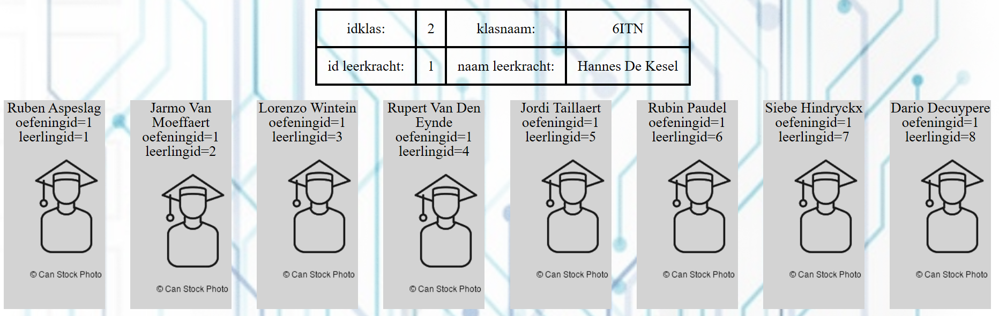 idklas: 2 klasnaam: 6ITN
id leerkracht: 1 naam leerkracht: Hannes De Kesel
Ruben Aspeslag
oefeningid=1
leerlingid=1
© Can Stock Photo
Jarmo Van
Moeffaert
oefeningid=1
leerlingid=2
© Can Stock Photo
Lorenzo Wintein
oefeningid=1
leerlingid=3
© Can Stock Photo
Rupert Van Den
Eynde
oefeningid=1
leerlingid=4
© Can Stock Photo
Jordi Taillaert
oefeningid=1
leerlingid=5
© Can Stock Photo
Rubin Paudel
oefeningid=1
leerlingid=6
© Can Stock Photo
Siebe Hindryckx
oefeningid=1
leerlingid=7
© Can Stock Photo
Dario Decuypere
oefeningid=1
leerlingid=8
© Can Stock Photo